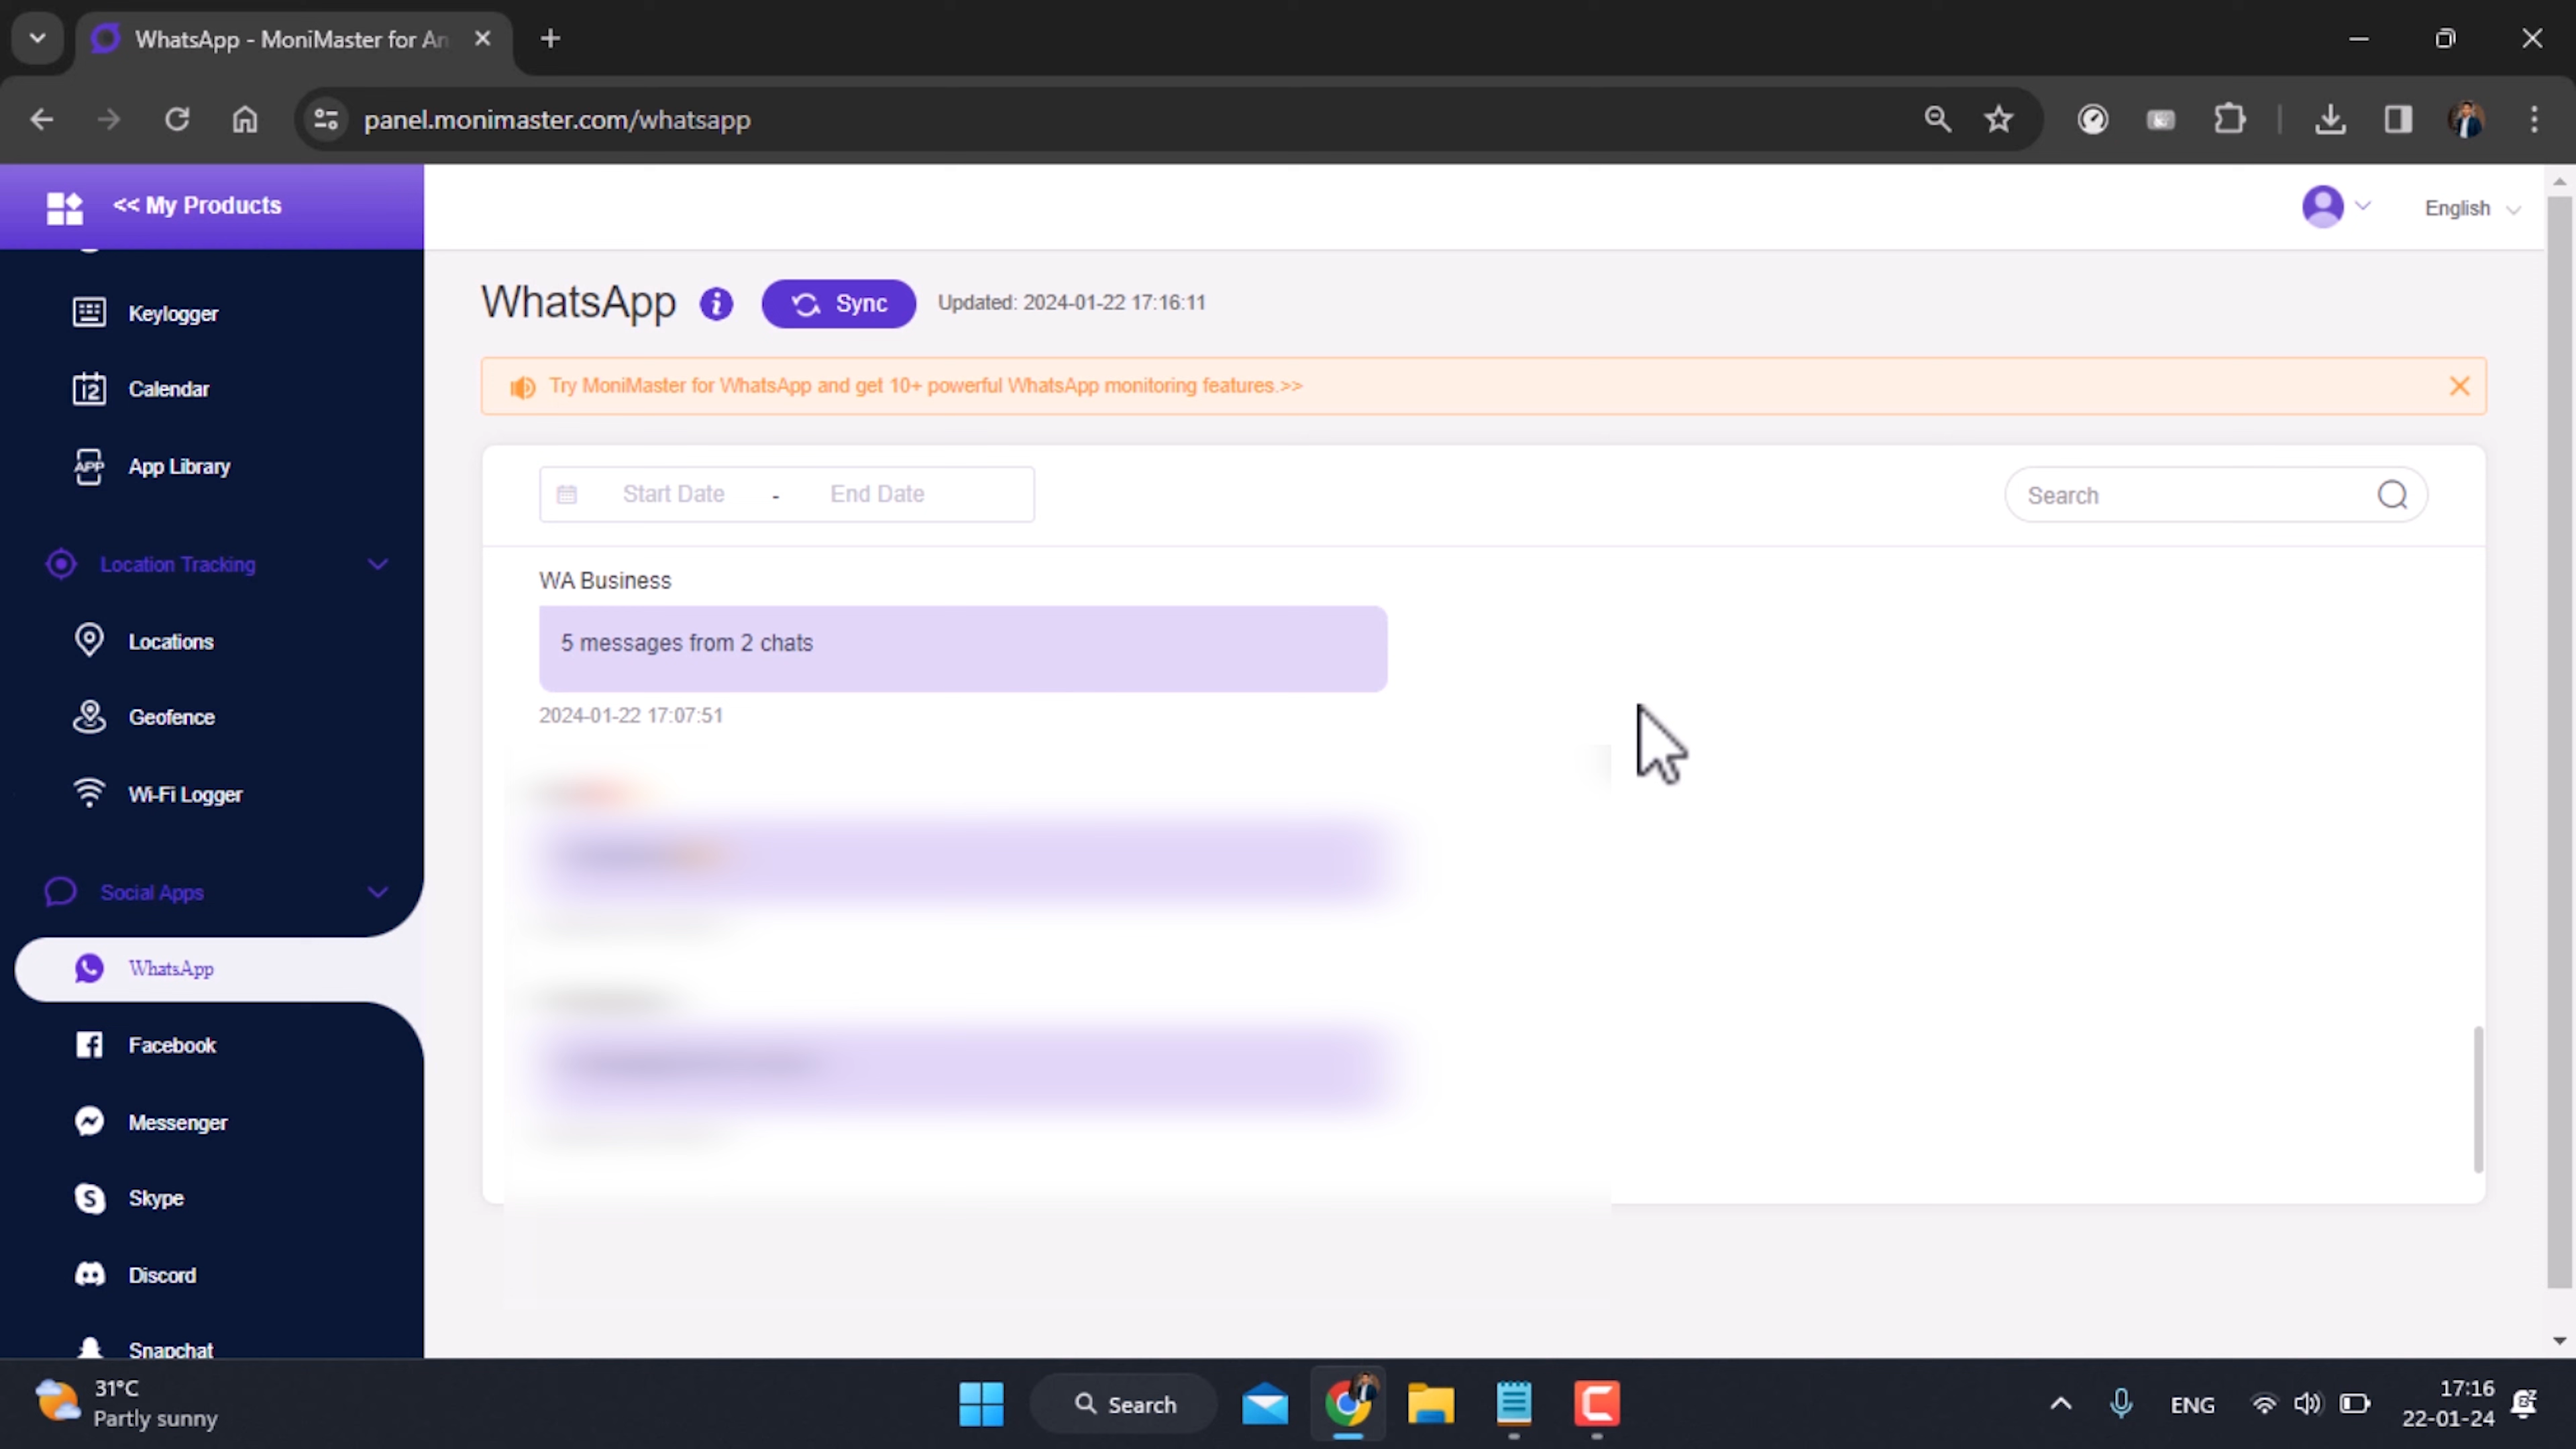 WhatsApp - MoniMaster for An
panel.monimaster.com/whatsapp
<< My Products
English
Keylogger
Calendar
12
App Library
APP
Location Tracking
Locations
Geofence
Wi-Fi Logger
Social Apps
WhatsApp
Facebook
Messenger
Skype
Discord
Snapchat
WhatsApp
Sync
Updated: 2024-01-22 17:16:11
Try MoniMaster for WhatsApp and get 10+ powerful WhatsApp monitoring features.>>
Start Date - End Date
Search
WA Business
5 messages from 2 chats
2024-01-22 17:07:51
31°C
Partly sunny
Search
ENG
17:16
22-01-24